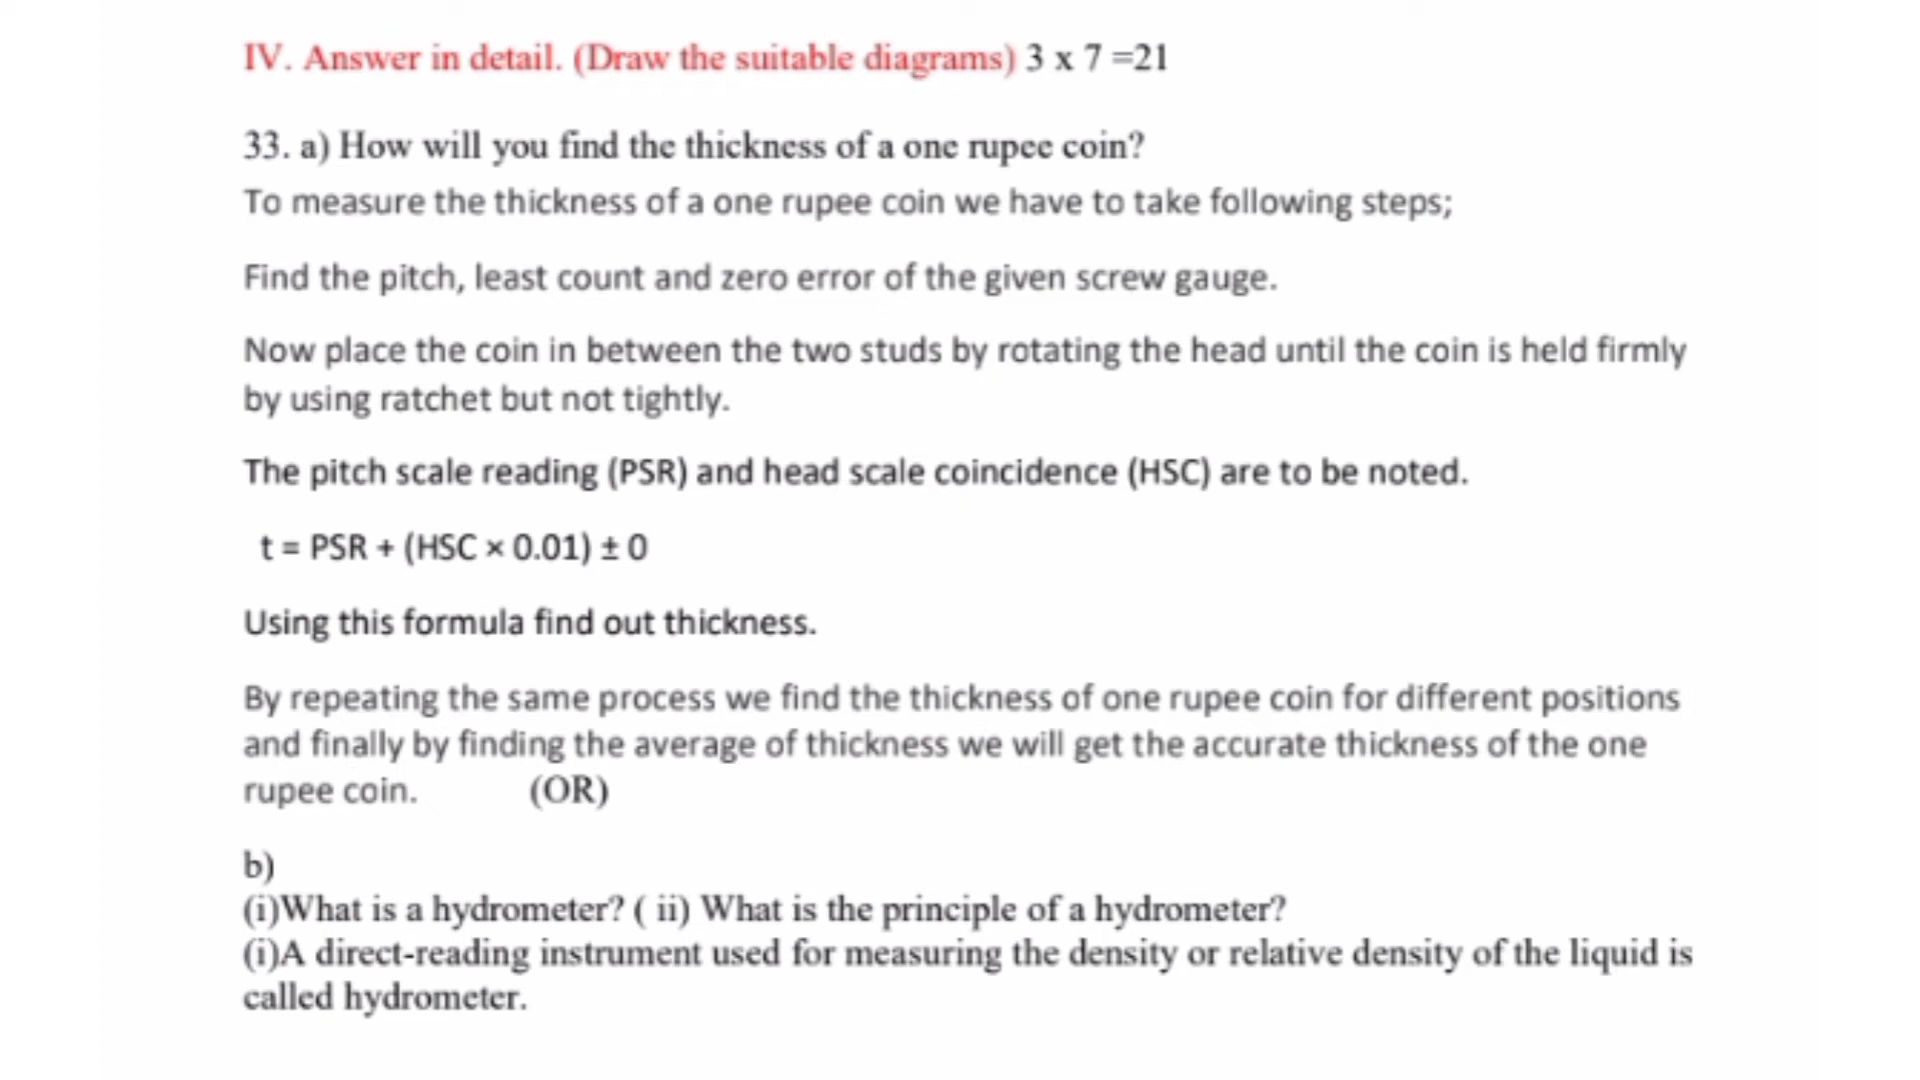 IV. Answer in detail. (Draw the suitable diagrams) 3 x 7 =21
33. a) How will you find the thickness of a one rupee coin?
To measure the thickness of a one rupee coin we have to take following steps;
Find the pitch, least count and zero error of the given screw gauge.
Now place the coin in between the two studs by rotating the head until the coin is held firmly
by using ratchet but not tightly.
The pitch scale reading (PSR) and head scale coincidence (HSC) are to be noted.
t = PSR + (HSC × 0.01) ± 0
Using this formula find out thickness.
By repeating the same process we find the thickness of one rupee coin for different positions
and finally by finding the average of thickness we will get the accurate thickness of the one
rupee coin. (OR)
b)
(i)What is a hydrometer? ( ii) What is the principle of a hydrometer?
(i)A direct-reading instrument used for measuring the density or relative density of the liquid is
called hydrometer.